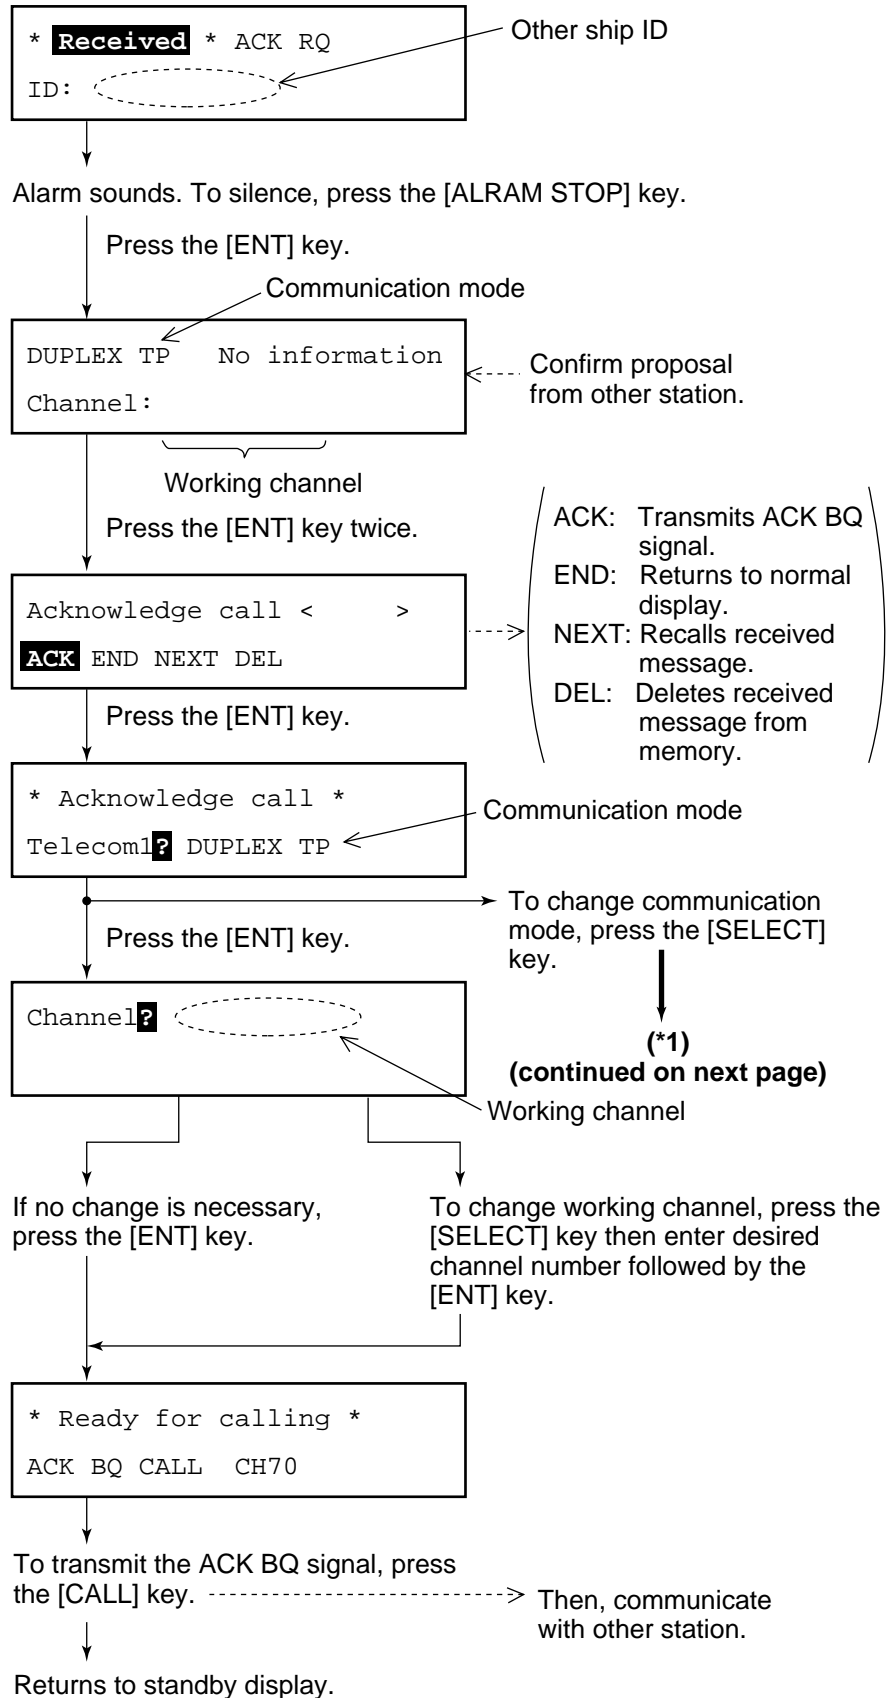 * Received * ACK RQ
Other ship ID
ID:
Alarm sounds. To silence, press the [ALRAM STOP] key.
Press the [ENT] key.
Communication mode
DUPLEX TP No information
Channel:
Confirm proposal
from other station.
Working channel
Press the [ENT] key twice.
Acknowledge call < >
ACK END NEXT DEL
ACK: Transmits ACK BQ
signal.
END: Returns to normal
display.
NEXT: Recalls received
message.
DEL: Deletes received
message from
memory.
Press the [ENT] key.
* Acknowledge call *
Telecom1? DUPLEX TP
Communication mode
To change communication
mode, press the [SELECT]
key.
Press the [ENT] key.
(*1)
(continued on next page)
Channel?
Working channel
If no change is necessary,
press the [ENT] key.
To change working channel, press the
[SELECT] key then enter desired
channel number followed by the
[ENT] key.
* Ready for calling *
ACK BQ CALL CH70
To transmit the ACK BQ signal, press
the [CALL] key.
Then, communicate
with other station.
Returns to standby display.